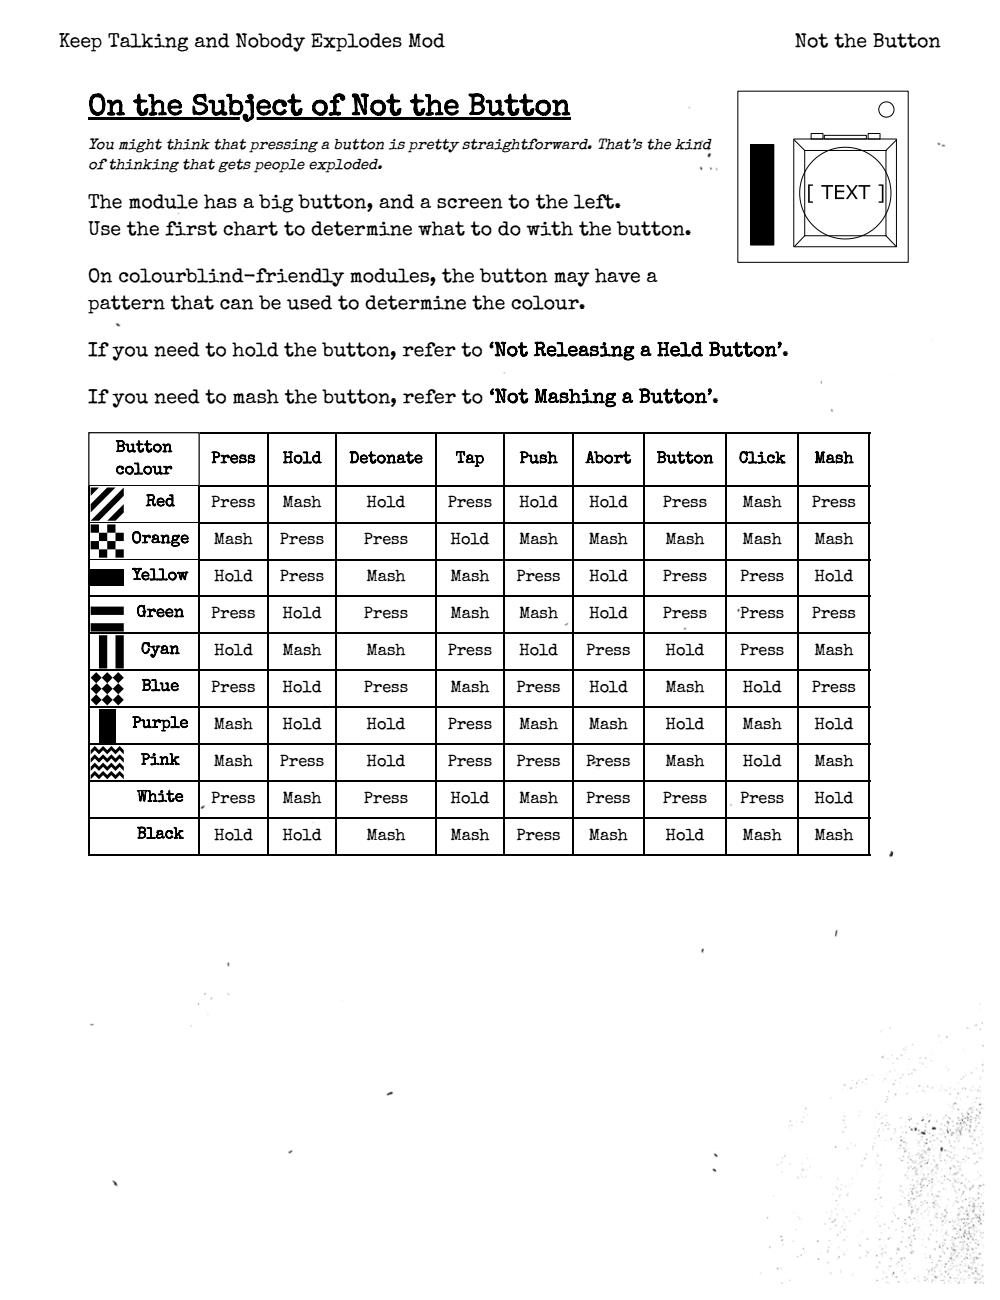 Keep Talking and Nobody Explodes Mod Not the Button
On the Subject of Not the Button
You might think that pressing a button is pretty straightforward. That's the kind
of thinking that gets people exploded.
[ TEXT ]
The module has a big button, and a screen to the left.
Use the first chart to determine what to do with the button.
On colourblind-friendly modules, the button may have a
pattern that can be used to determine the colour.
If you need to hold the button, refer to ‘Not Releasing a Held Button’.
If you need to mash the button, refer to ‘Not Mashing a Button’.
Button
colour Press Hold Detonate Tap Push Abort Button Click Mash
Red Press Mash Hold Press Hold Hold Press Mash Press
Orange Mash Press Press Hold Mash Mash Mash Mash Mash
Yellow Hold Press Mash Mash Press Hold Press Press Hold
Green Press Hold Press Mash Mash Hold Press Press Press
Cyan Hold Mash Mash Press Hold Press Hold Press Mash
Blue Press Hold Press Mash Press Hold Mash Hold Press
Purple Mash Hold Hold Press Mash Mash Hold Mash Hold
Pink Mash Press Hold Press Press Press Mash Hold Mash
White Press Mash Press Hold Mash Press Press Press Hold
Black Hold Hold Mash Mash Press Mash Hold Mash Mash